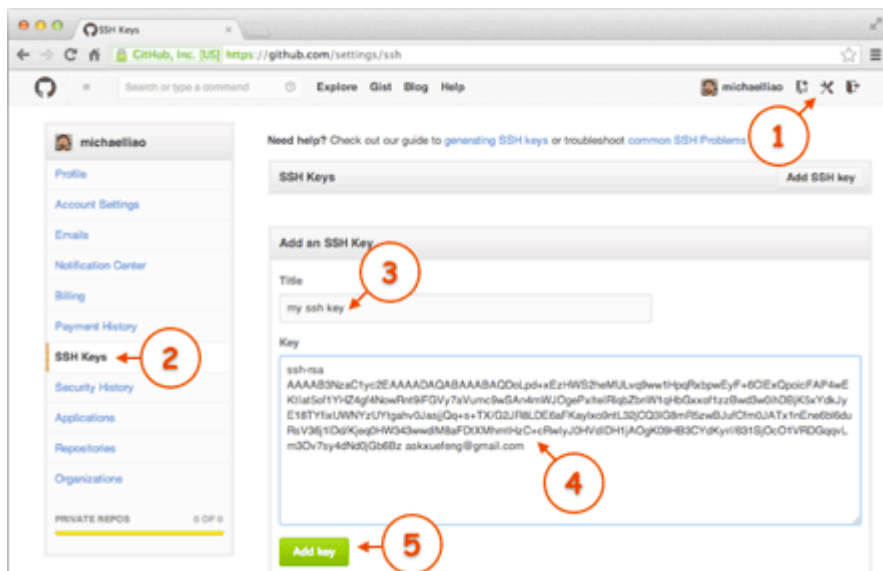 SSH Keys
GitHub, Inc. [US] https://github.com/settings/ssh
Search or type a command
Explore Gist Blog Help
michaelliao
1
michaelliao
Profile
Account Settings
Emails
Notification Center
Billing
Payment History
SSH Keys
2
Security History
Applications
Repositories
Organizations
PRIVATE REPOS 0 OF 0
Need help? Check out our guide to generating SSH keys or troubleshoot common SSH Problems
SSH Keys
Add SSH key
Add an SSH Key
3
Title
my ssh key
Key
ssh-rsa
askxuefeng@gmail.com
4
Add key
5